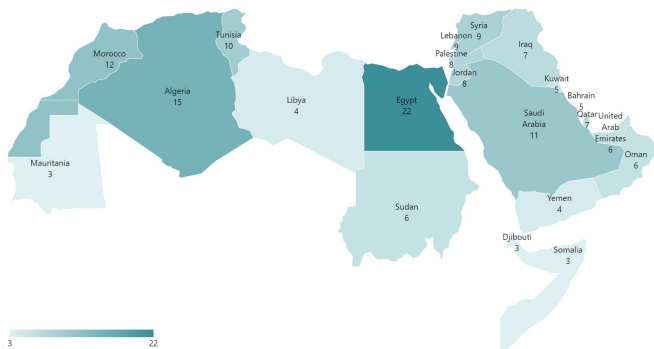 Morocco
12
Algeria
15
Tunisia
10
Libya
4
Egypt
22
Mauritania
3
Sudan
6
Syria
9
Lebanon
9
Palestine
8
Jordan
8
Iraq
7
Kuwait
5
Bahrain
5
Qatar
7
United
Arab
Emirates
6
Saudi
Arabia
11
Oman
6
Yemen
4
Djibouti
3
Somalia
3
3
22